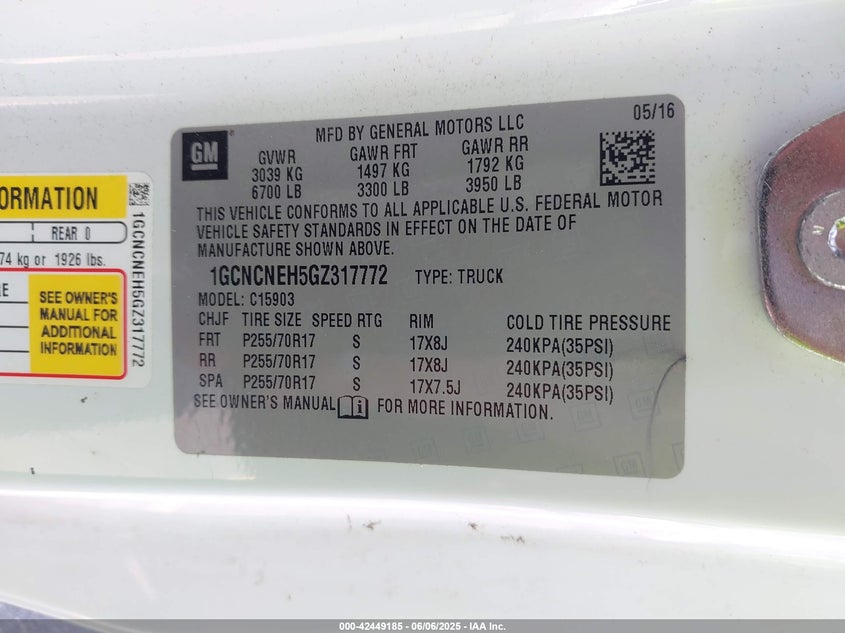 05/16
GM
MFD BY GENERAL MOTORS LLC
GVWR GAWR FRT GAWR RR
3039 KG 1497 KG 1792 KG
6700 LB 3300 LB 3950 LB
THIS VEHICLE CONFORMS TO ALL APPLICABLE U.S. FEDERAL MOTOR
VEHICLE SAFETY STANDARDS IN EFFECT ON THE DATE OF
MANUFACTURE SHOWN ABOVE.
1GCNCNEH5GZ317772 TYPE: TRUCK
MODEL: C15903
CHJF TIRE SIZE SPEED RTG RIM COLD TIRE PRESSURE
FRT P255/70R17 S 17X8J 240KPA(35PSI)
RR P255/70R17 S 17X8J 240KPA(35PSI)
SPA P255/70R17 S 17X7.5J 240KPA(35PSI)
SEE OWNER'S MANUAL FOR MORE INFORMATION.
ORMATION
REAR 0
74 kg or 1926 lbs.
RE
SEE OWNER'S
MANUAL FOR
ADDITIONAL
INFORMATION
1GCNCNEH5GZ317772
000-42449185 - 06/06/2025 - IAA Inc.